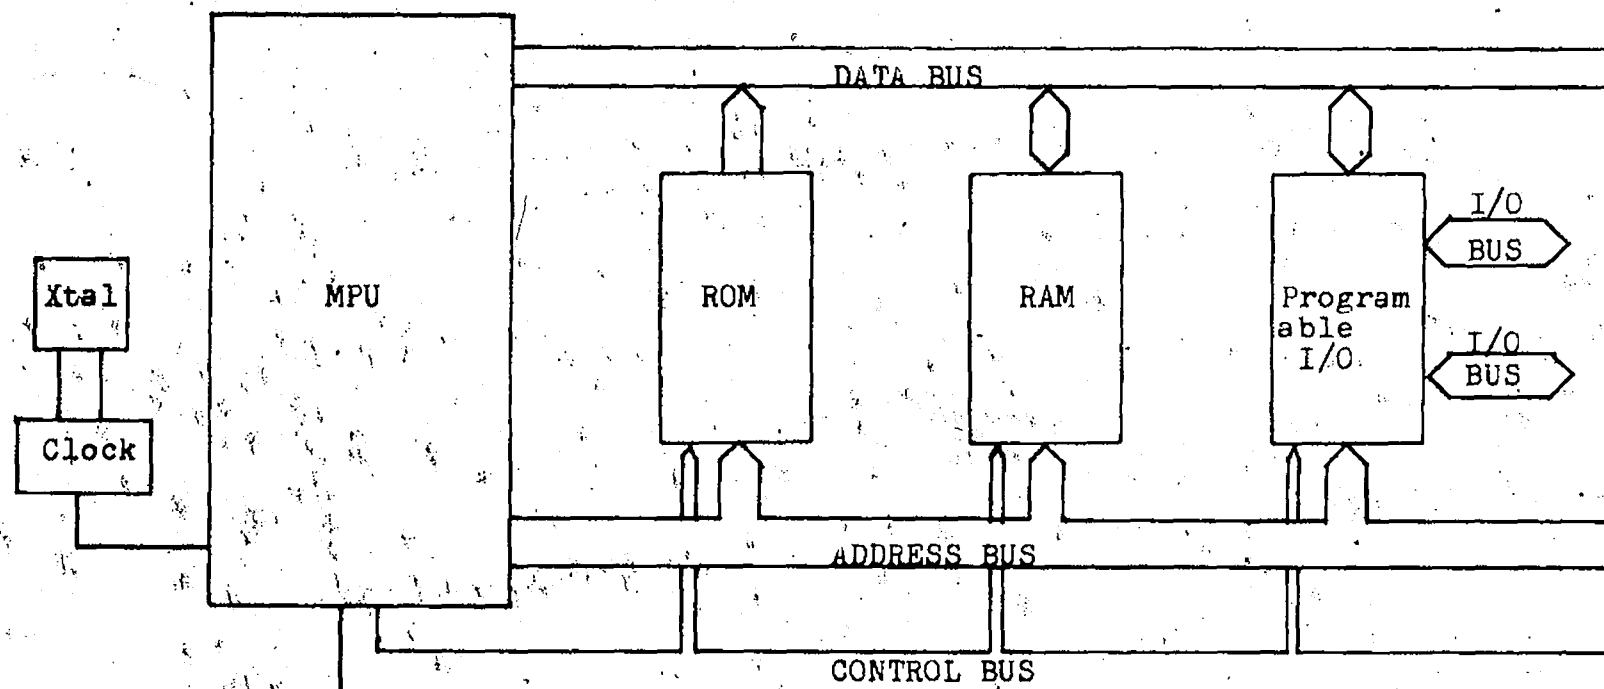 DATA BUS
I/O
BUS
Xtal
MPU
ROM
RAM
Program
able
I/O
I/O
BUS
Clock
ADDRESS BUS
CONTROL BUS